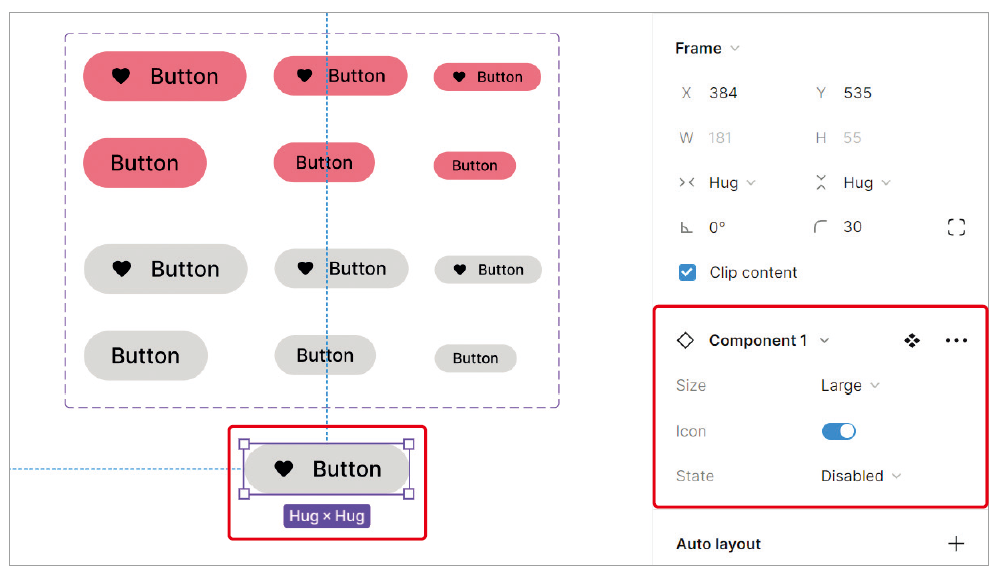 Button Button Button
Button Button Button
Button Button Button
Button Button Button
Button
Hug × Hug
Frame
X 384 Y 535
W 181 H 55
Hug Hug
0° 30
Clip content
Component 1
Size Large
Icon
State Disabled
Auto layout